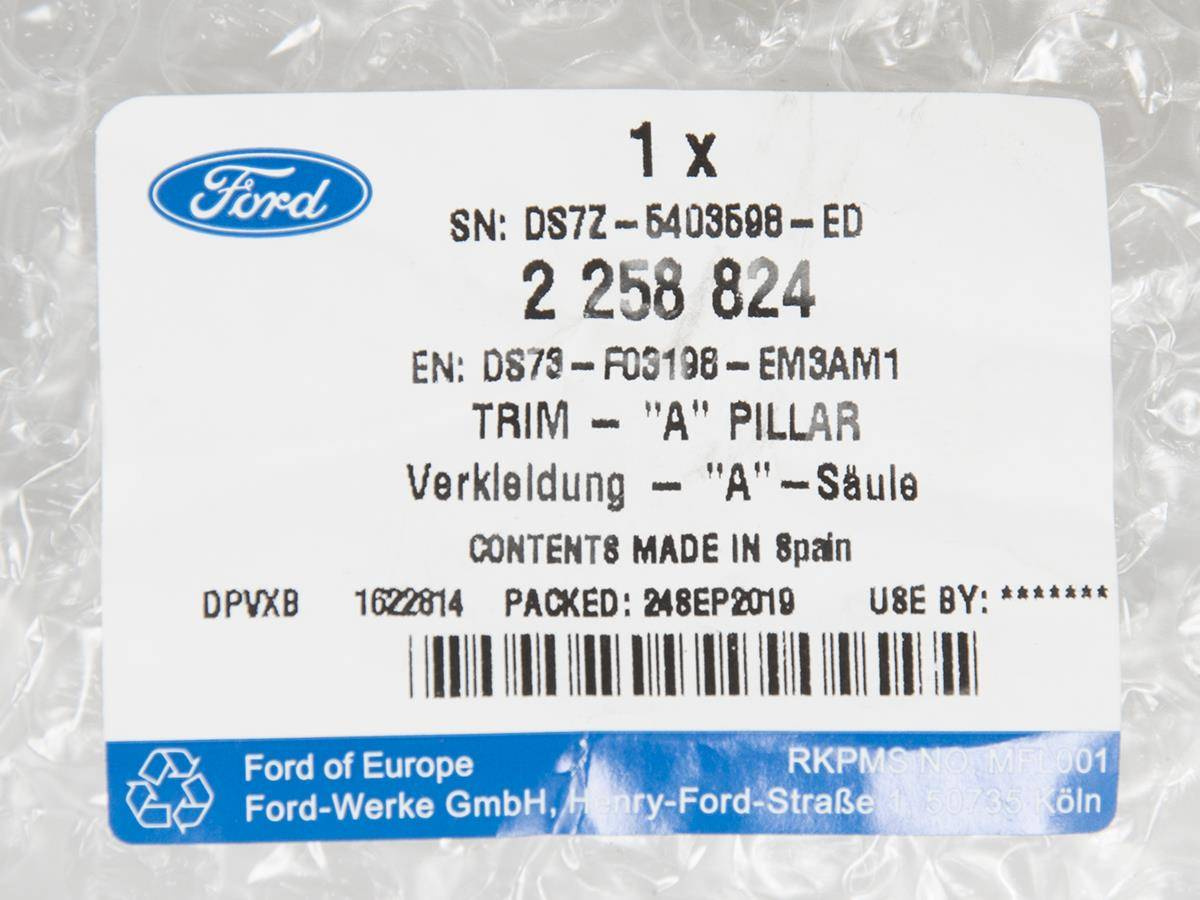 Ford
1 x
SN: DS7Z-5403598-ED
2 258 824
EN: DS73-F03198-EM3AM1
TRIM - "A" PILLAR
Verkleidung - "A"-Säule
CONTENTS MADE IN Spain
DPVXB 1622814 PACKED: 24SEP2019 USE BY: *******
Ford of Europe RKPMS NO. MFL001
Ford-Werke GmbH, Henry-Ford-Straße 1, 50735 Köln